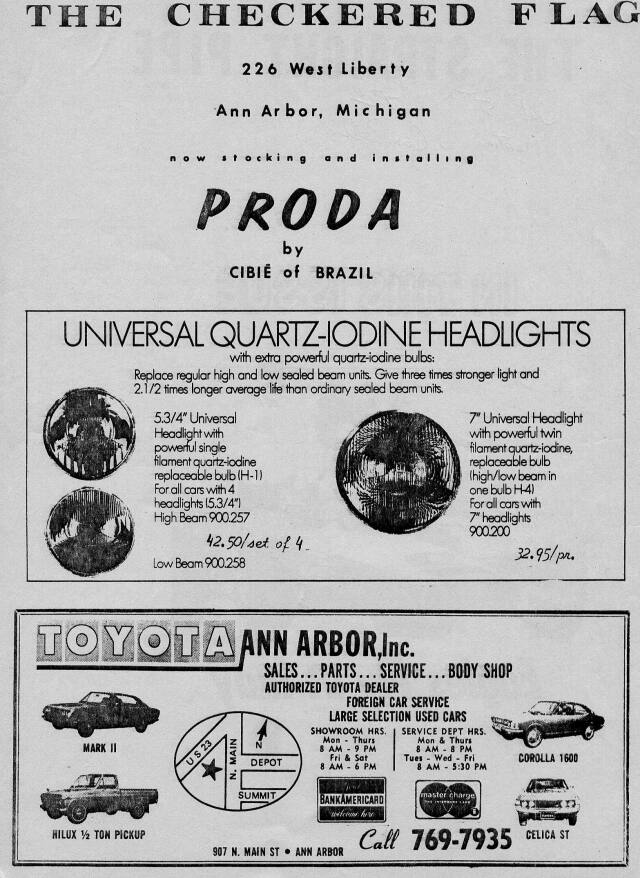 THE CHECKERED FLAG
226 West Liberty
Ann Arbor, Michigan
now stocking and installing
PRODA
by
CIBIÉ of BRAZIL
UNIVERSAL QUARTZ-IODINE HEADLIGHTS
with extra powerful quartz-iodine bulbs:
Replace regular high and low sealed beam units. Give three times stronger light and
2.1/2 times longer average life than ordinary sealed beam units.
5.3/4" Universal
Headlight with
powerful single
filament quartz-iodine
replaceable bulb (H-1)
For all cars with 4
headlights (5.3/4")
High Beam 900.257
42.50/set of 4
Low Beam 900.258
7" Universal Headlight
with powerful twin
filament quartz-iodine,
replaceable bulb
(high/low beam in
one bulb H-4)
For all cars with
7" headlights
900.200
32.95/pr.
TOYOTA ANN ARBOR, Inc.
SALES...PARTS...SERVICE...BODY SHOP
AUTHORIZED TOYOTA DEALER
FOREIGN CAR SERVICE
LARGE SELECTION USED CARS
MARK II
HILUX ½ TON PICKUP
US 23
N. MAIN
N
DEPOT
SUMMIT
SHOWROOM HRS.
Mon - Thurs
8 AM - 9 PM
Fri & Sat
8 AM - 6 PM
SERVICE DEPT HRS.
Mon & Thurs
8 AM - 8 PM
Tues - Wed - Fri
8 AM - 5:30 PM
BANKAMERICARD
welcome here
master charge
THE INTERBANK CARD
COROLLA 1600
CELICA ST
907 N. MAIN ST • ANN ARBOR
Call 769-7935